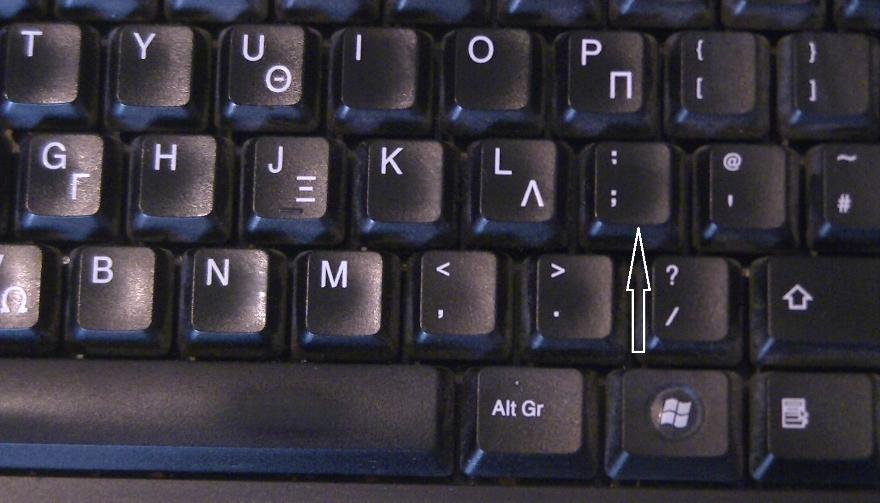 T Y U Θ I O P Π { [ } ]
G Γ H J Ξ K L Λ : ; @ ' ~ #
Ω B N M < , > . ? /
Alt Gr